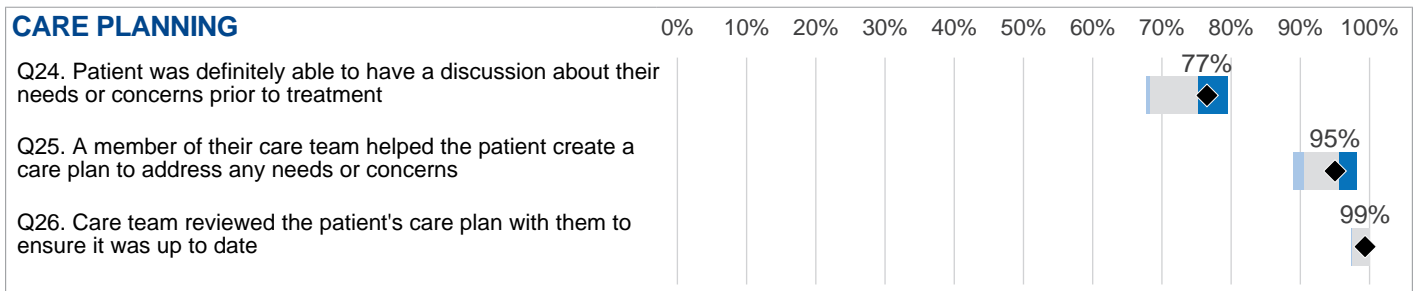 CARE PLANNING
0% 10% 20% 30% 40% 50% 60% 70% 80% 90% 100%
Q24. Patient was definitely able to have a discussion about their
needs or concerns prior to treatment
77%
Q25. A member of their care team helped the patient create a
care plan to address any needs or concerns
95%
Q26. Care team reviewed the patient's care plan with them to
ensure it was up to date
99%